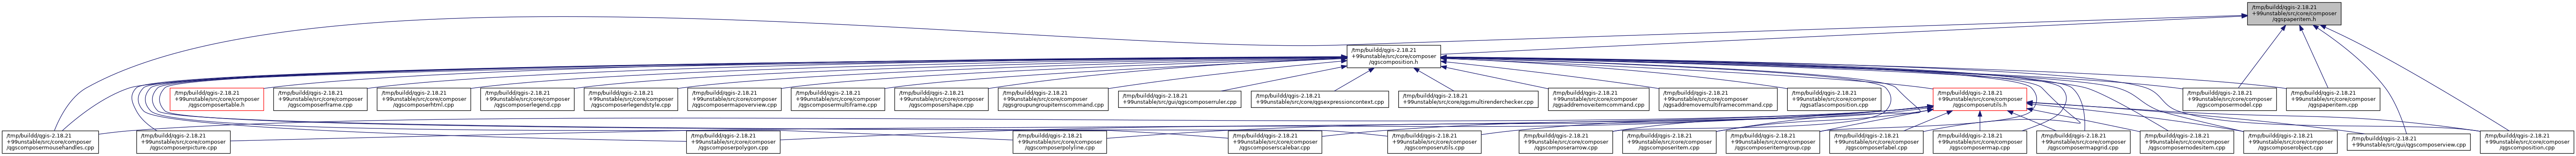 /tmp/buildd/qgis-2.18.21
+99unstable/src/core/composer
/qgspaperitem.h
/tmp/buildd/qgis-2.18.21
+99unstable/src/core/composer
/qgscomposition.h
/tmp/buildd/qgis-2.18.21
+99unstable/src/core/composer
/qgscomposertable.h
/tmp/buildd/qgis-2.18.21
+99unstable/src/core/composer
/qgscomposerframe.cpp
/tmp/buildd/qgis-2.18.21
+99unstable/src/core/composer
/qgscomposerhtml.cpp
/tmp/buildd/qgis-2.18.21
+99unstable/src/core/composer
/qgscomposerlegend.cpp
/tmp/buildd/qgis-2.18.21
+99unstable/src/core/composer
/qgscomposerlegendstyle.cpp
/tmp/buildd/qgis-2.18.21
+99unstable/src/core/composer
/qgscomposermapoverview.cpp
/tmp/buildd/qgis-2.18.21
+99unstable/src/core/composer
/qgscomposermultiframe.cpp
/tmp/buildd/qgis-2.18.21
+99unstable/src/core/composer
/qgscomposershape.cpp
/tmp/buildd/qgis-2.18.21
+99unstable/src/core/composer
/qgsgroupungroupitemscommand.cpp
/tmp/buildd/qgis-2.18.21
+99unstable/src/gui/qgscomposerruler.cpp
/tmp/buildd/qgis-2.18.21
+99unstable/src/core/qgsexpressioncontext.cpp
/tmp/buildd/qgis-2.18.21
+99unstable/src/core/qgsmultirenderchecker.cpp
/tmp/buildd/qgis-2.18.21
+99unstable/src/core/composer
/qgsaddremoveitemcommand.cpp
/tmp/buildd/qgis-2.18.21
+99unstable/src/core/composer
/qgsaddremovemultiframecommand.cpp
/tmp/buildd/qgis-2.18.21
+99unstable/src/core/composer
/qgsatlascomposition.cpp
/tmp/buildd/qgis-2.18.21
+99unstable/src/core/composer
/qgscomposerutils.h
/tmp/buildd/qgis-2.18.21
+99unstable/src/core/composer
/qgscomposermodel.cpp
/tmp/buildd/qgis-2.18.21
+99unstable/src/core/composer
/qgspaperitem.cpp
/tmp/buildd/qgis-2.18.21
+99unstable/src/core/composer
/qgscomposermousehandles.cpp
/tmp/buildd/qgis-2.18.21
+99unstable/src/core/composer
/qgscomposerpicture.cpp
/tmp/buildd/qgis-2.18.21
+99unstable/src/core/composer
/qgscomposerpolygon.cpp
/tmp/buildd/qgis-2.18.21
+99unstable/src/core/composer
/qgscomposerpolyline.cpp
/tmp/buildd/qgis-2.18.21
+99unstable/src/core/composer
/qgscomposerscalebar.cpp
/tmp/buildd/qgis-2.18.21
+99unstable/src/core/composer
/qgscomposerutils.cpp
/tmp/buildd/qgis-2.18.21
+99unstable/src/core/composer
/qgscomposerarrow.cpp
/tmp/buildd/qgis-2.18.21
+99unstable/src/core/composer
/qgscomposeritem.cpp
/tmp/buildd/qgis-2.18.21
+99unstable/src/core/composer
/qgscomposeritemgroup.cpp
/tmp/buildd/qgis-2.18.21
+99unstable/src/core/composer
/qgscomposerlabel.cpp
/tmp/buildd/qgis-2.18.21
+99unstable/src/core/composer
/qgscomposermap.cpp
/tmp/buildd/qgis-2.18.21
+99unstable/src/core/composer
/qgscomposermapgrid.cpp
/tmp/buildd/qgis-2.18.21
+99unstable/src/core/composer
/qgscomposernodesitem.cpp
/tmp/buildd/qgis-2.18.21
+99unstable/src/core/composer
/qgscomposerobject.cpp
/tmp/buildd/qgis-2.18.21
+99unstable/src/gui/qgscomposerview.cpp
/tmp/buildd/qgis-2.18.21
+99unstable/src/core/composer
/qgscomposition.cpp